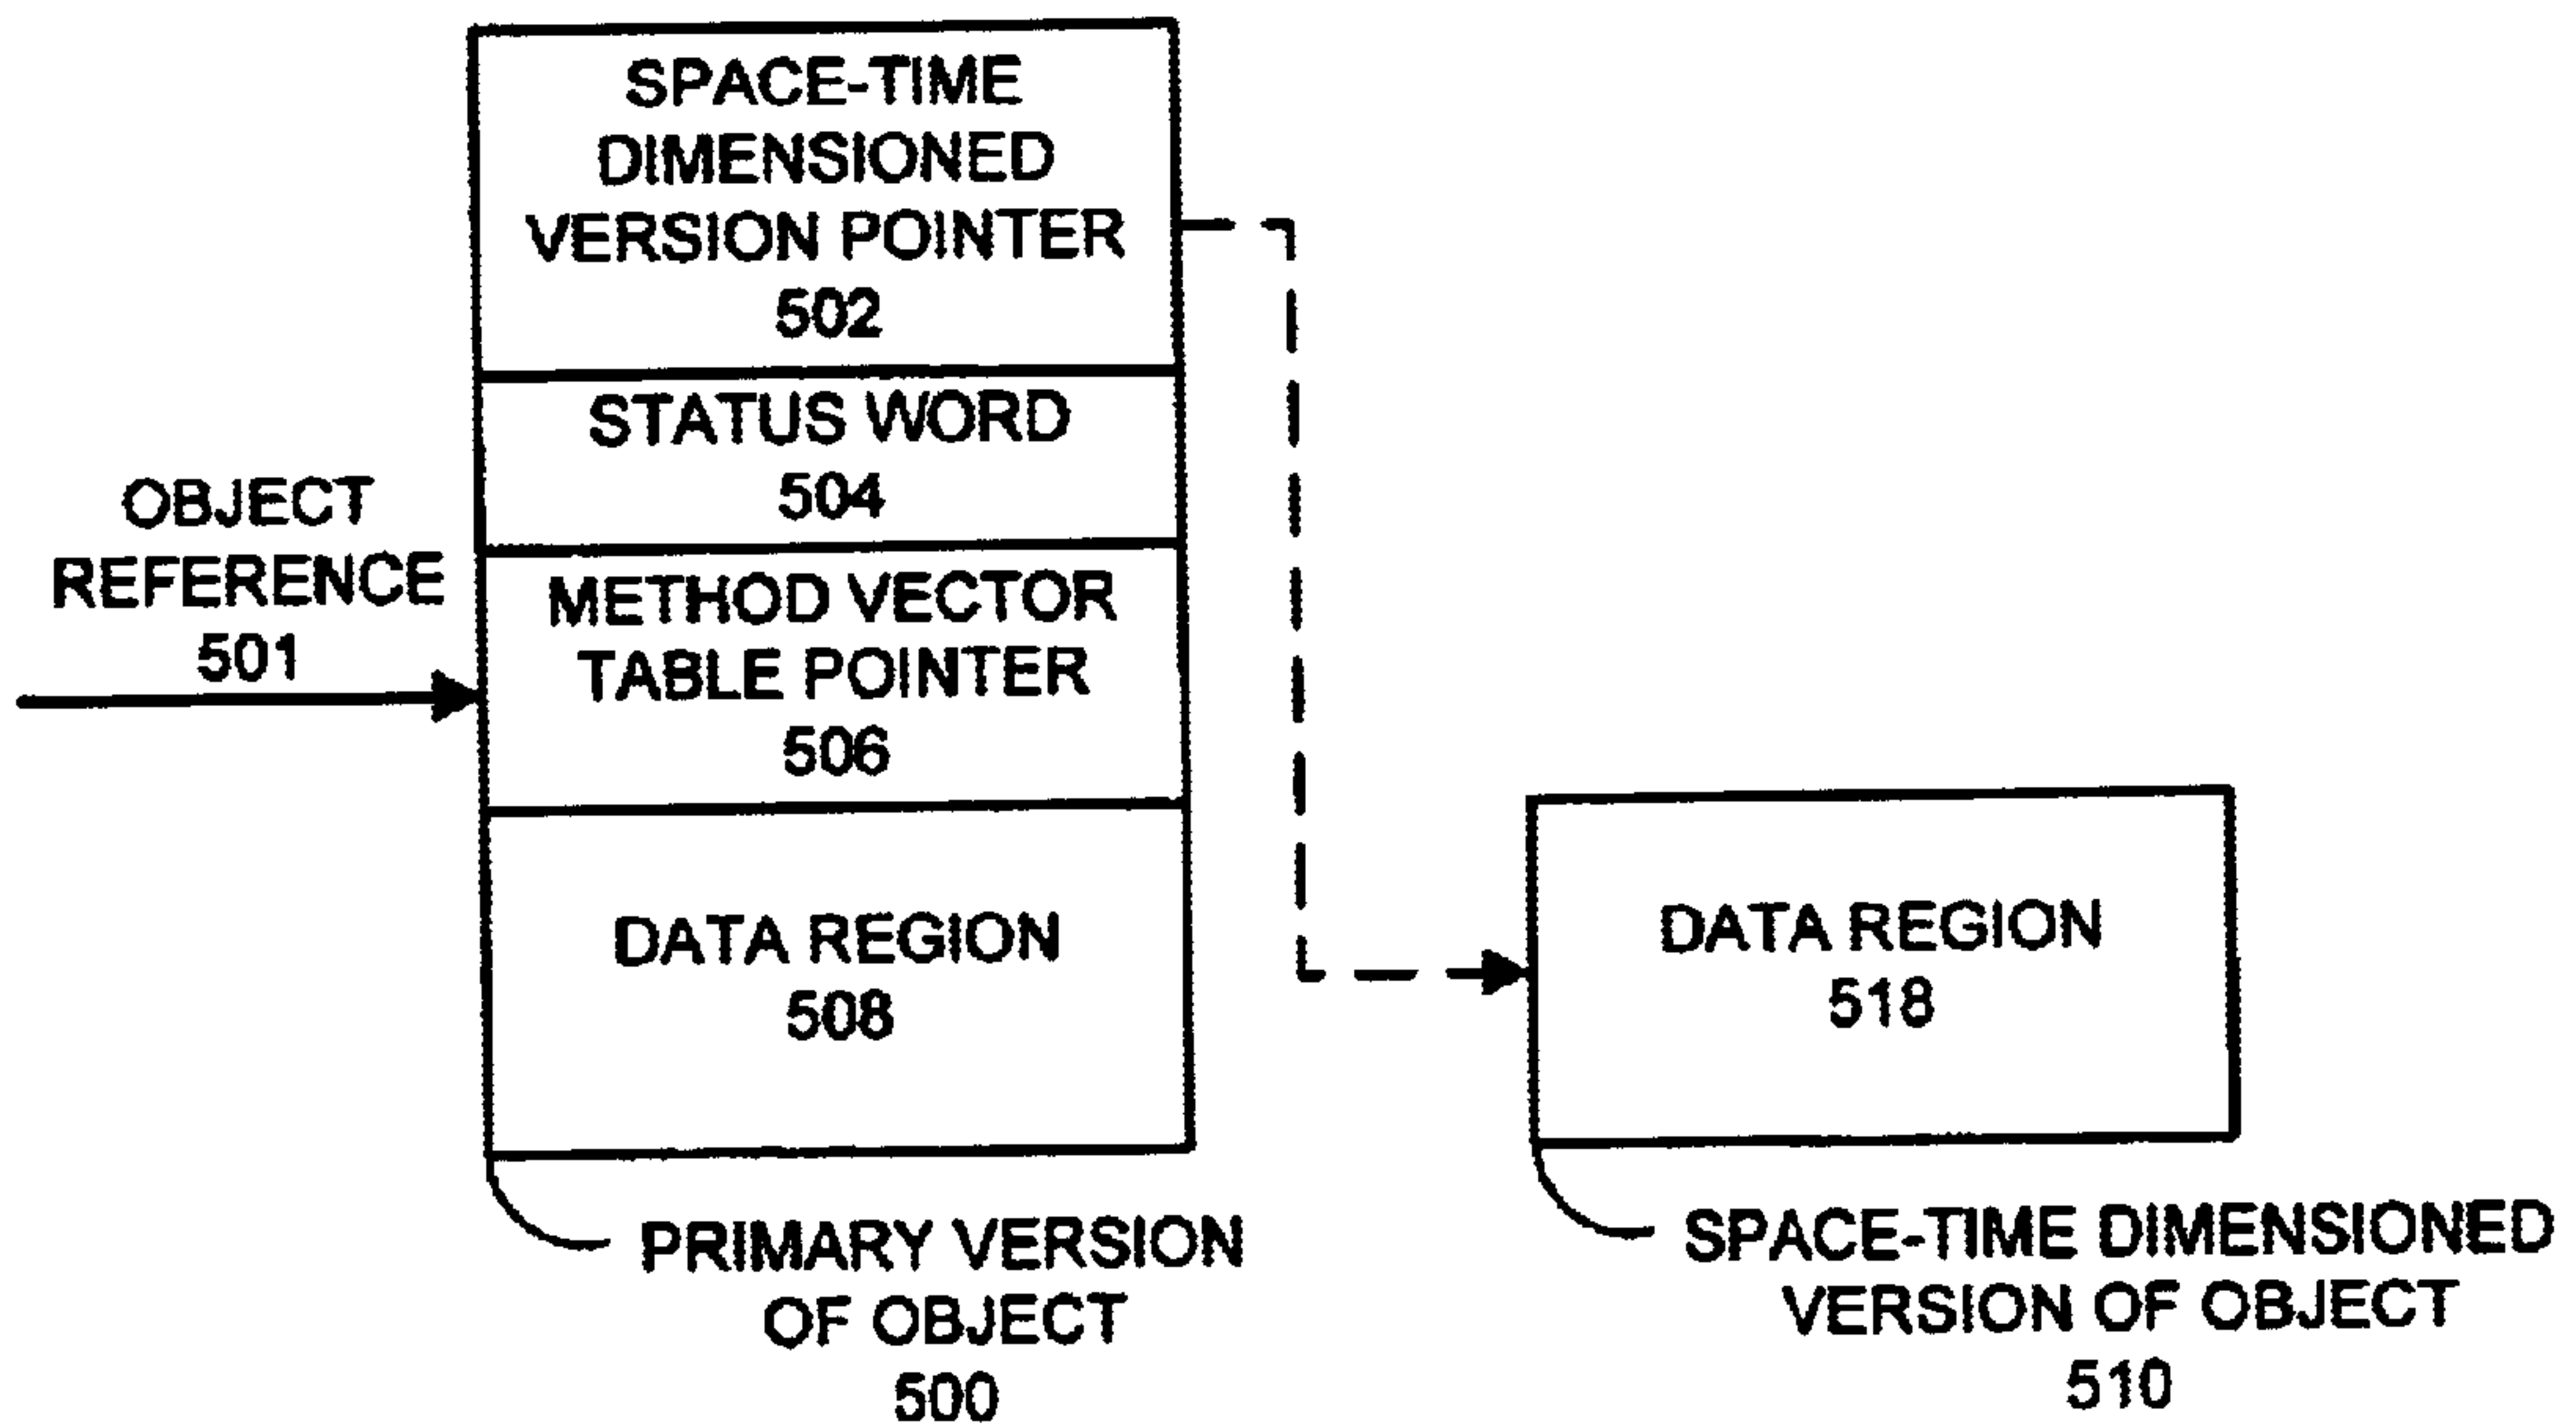 SPACE-TIME
DIMENSIONED
VERSION POINTER
502
STATUS WORD
504
OBJECT
REFERENCE
501
METHOD VECTOR
TABLE POINTER
506
DATA REGION
508
DATA REGION
518
PRIMARY VERSION
OF OBJECT
500
SPACE-TIME DIMENSIONED
VERSION OF OBJECT
510